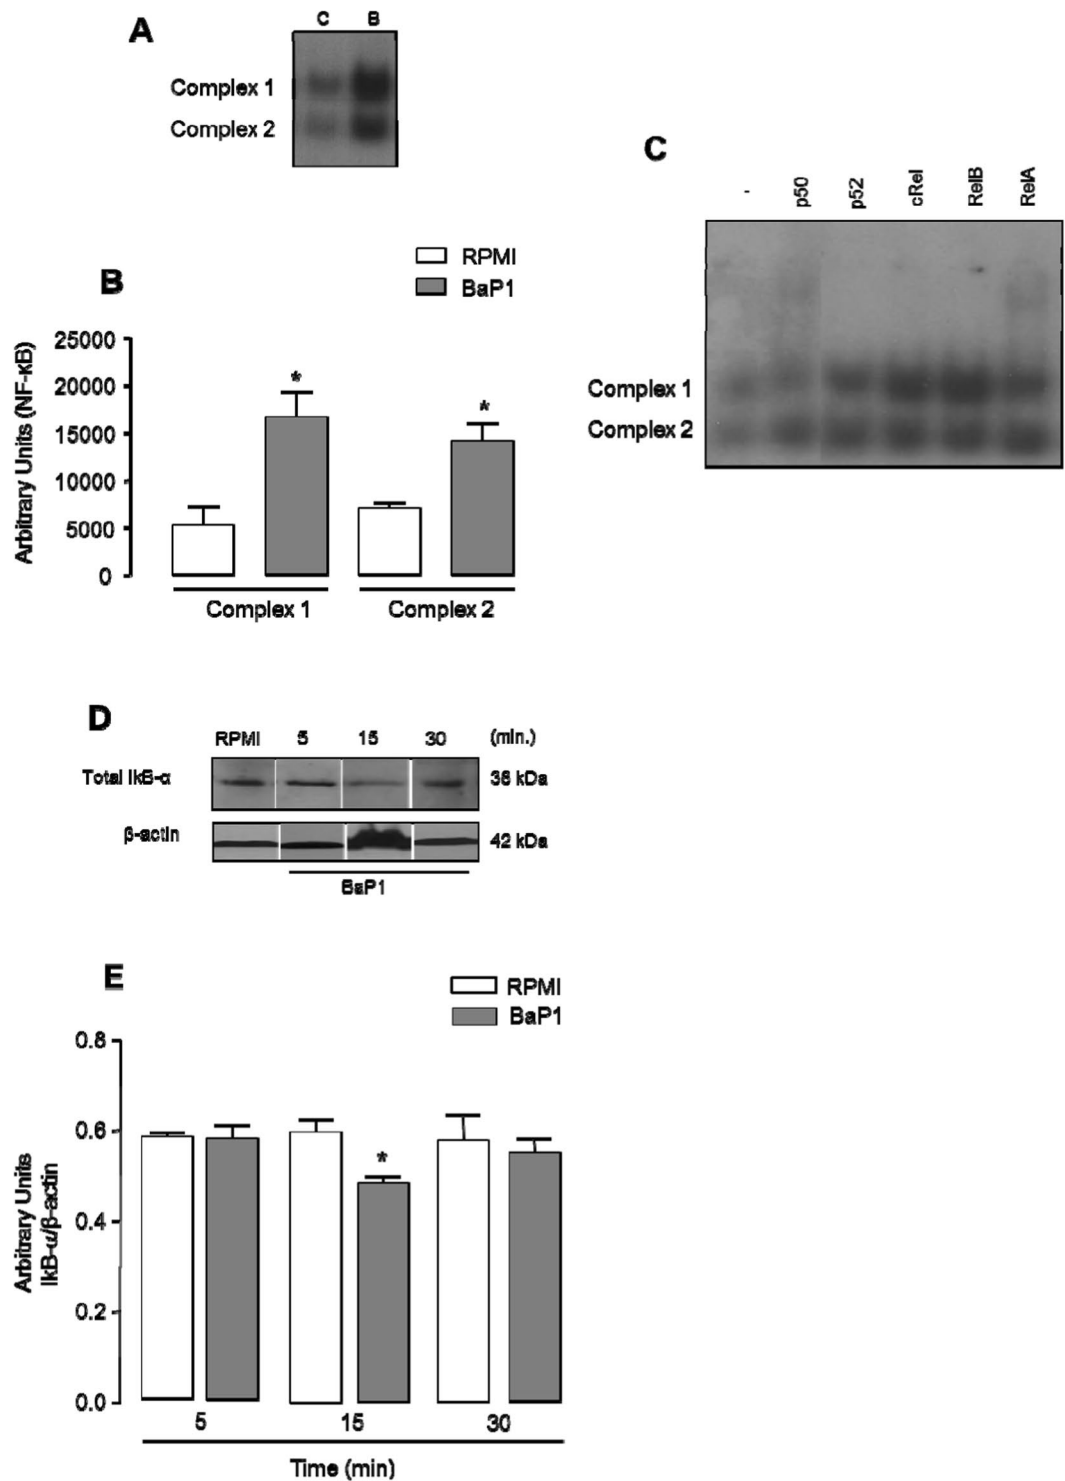 A
C B
Complex 1
Complex 2
C
- p50 p52 cRel RelB RelA
Complex 1
Complex 2
B
RPMI
BaP1
Arbitrary Units (NF-κB)
25000
20000
15000
10000
5000
0
* *
Complex 1 Complex 2
D
RPMI 5 15 30 (min.)
Total IkB-α 38 kDa
β-actin 42 kDa
BaP1
E
RPMI
BaP1
Arbitrary Units
IkB-α/β-actin
0.8
0.6
0.4
0.2
0.0
*
5 15 30
Time (min)